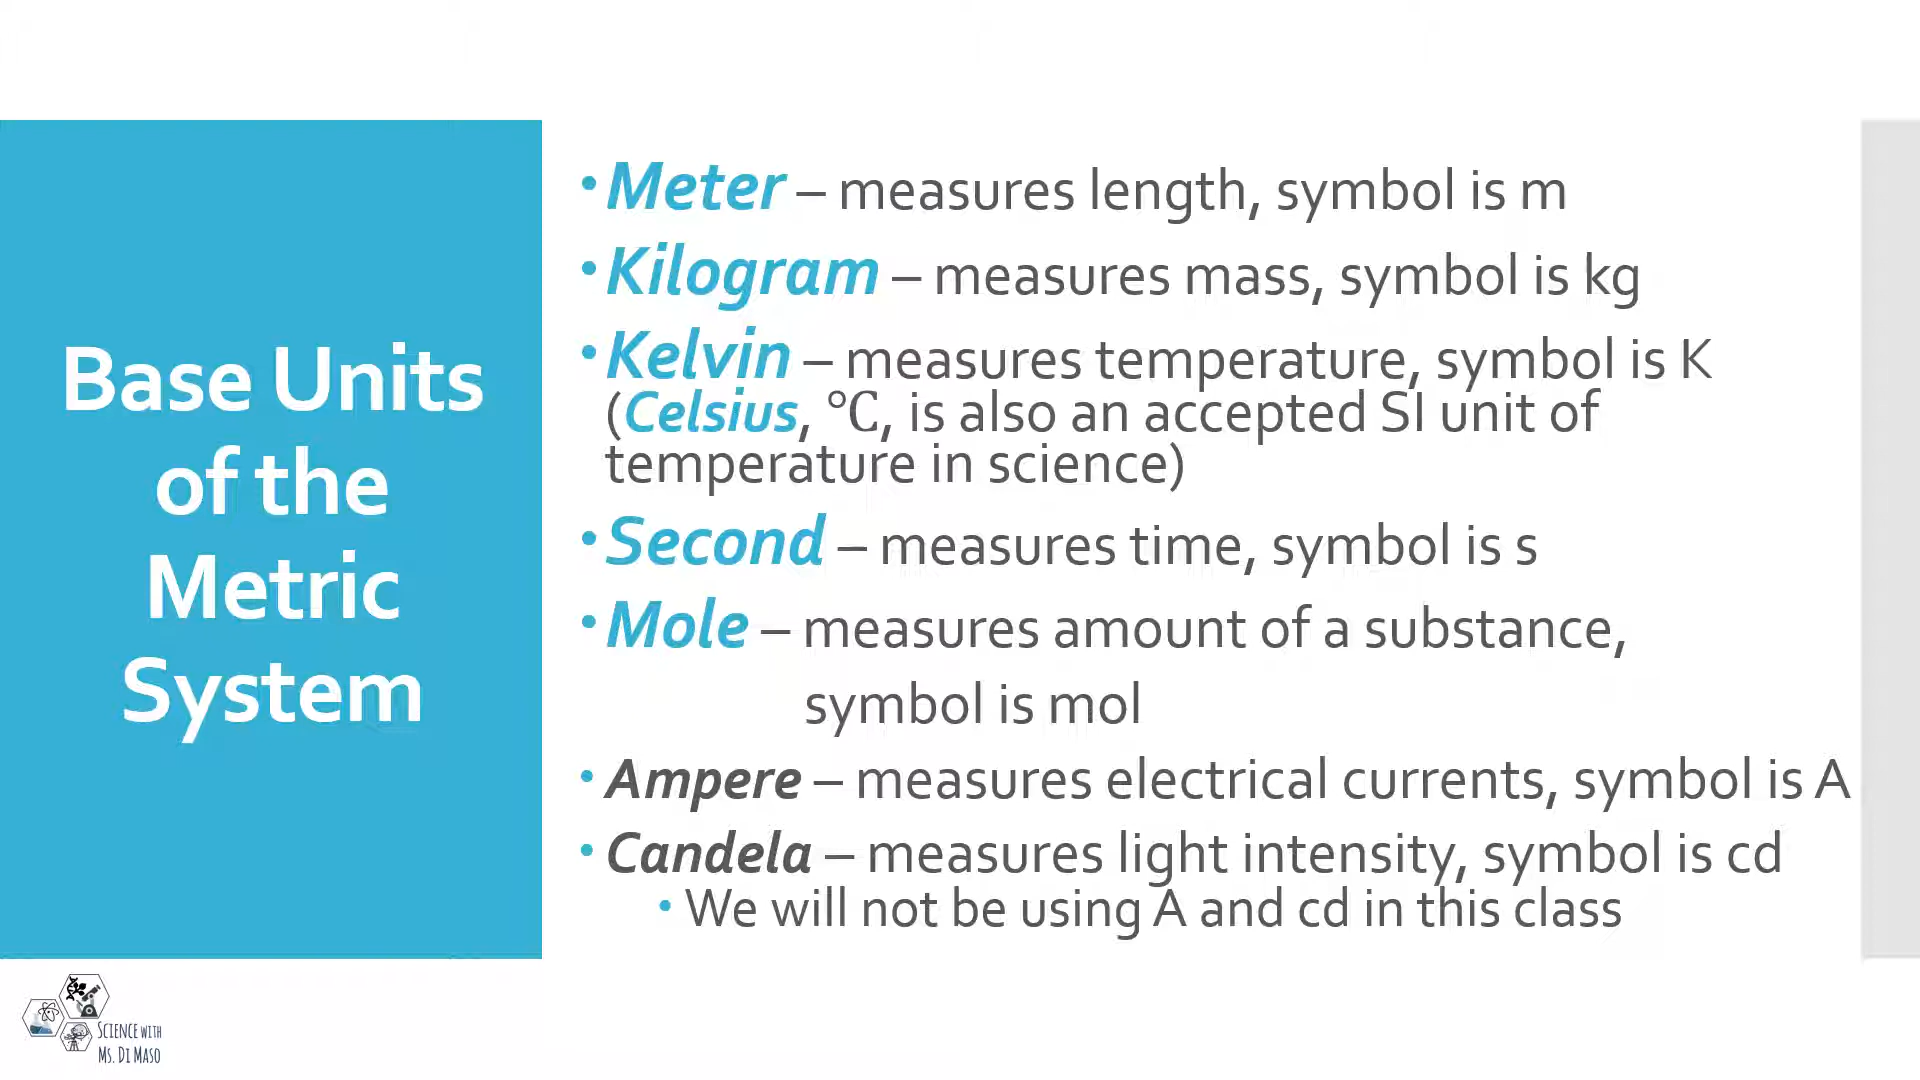 Base Units
of the
Metric
System
• Meter – measures length, symbol is m
• Kilogram – measures mass, symbol is kg
• Kelvin – measures temperature, symbol is K
(Celsius, °C, is also an accepted SI unit of
temperature in science)
• Second – measures time, symbol is s
• Mole – measures amount of a substance,
symbol is mol
• Ampere – measures electrical currents, symbol is A
• Candela – measures light intensity, symbol is cd
• We will not be using A and cd in this class
Science with
Ms. Di Maso